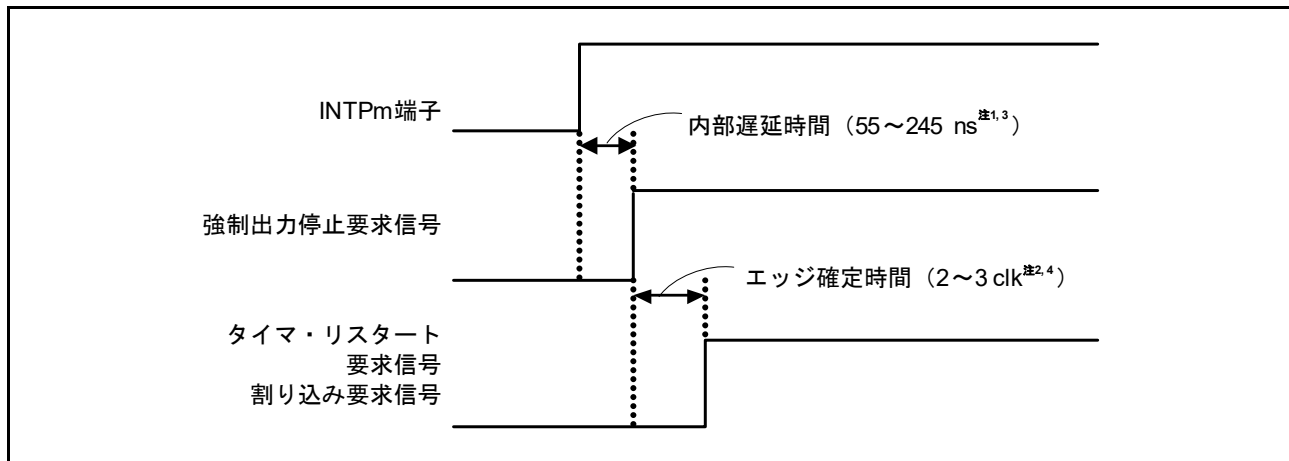 INTPm端子
内部遅延時間（55～245 ns注1, 3）
強制出力停止要求信号
エッジ確定時間（2～3 clk注2, 4）
タイマ・リスタート
要求信号
割り込み要求信号